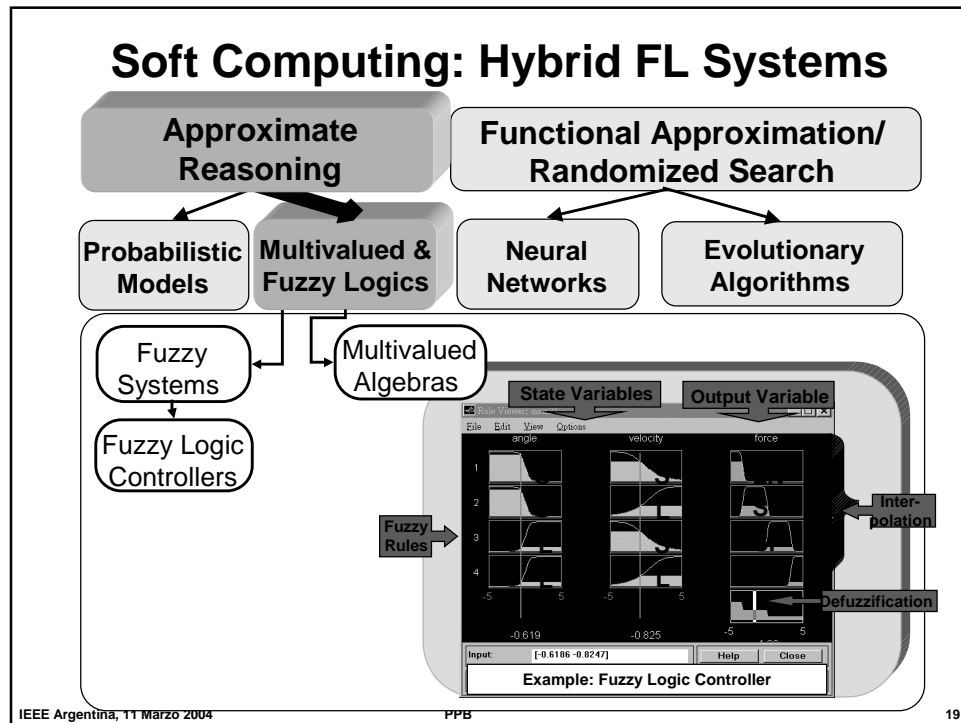 Soft Computing: Hybrid FL Systems
Approximate
Reasoning
Functional Approximation/
Randomized Search
Probabilistic
Models
Multivalued &
Fuzzy Logics
Neural
Networks
Evolutionary
Algorithms
Fuzzy
Systems
Multivalued
Algebras
Fuzzy Logic
Controllers
State Variables
Output Variable
Rule Viewer:
File Edit View Options
angle velocity force
1
2
3
4
Fuzzy
Rules
Inter-
polation
Defuzzification
-5 5
-5 5
-5 5
-0.619
-0.825
Input: [-0.6186 -0.8247]
Help Close
Example: Fuzzy Logic Controller
IEEE Argentina, 11 Marzo 2004 PPB 19